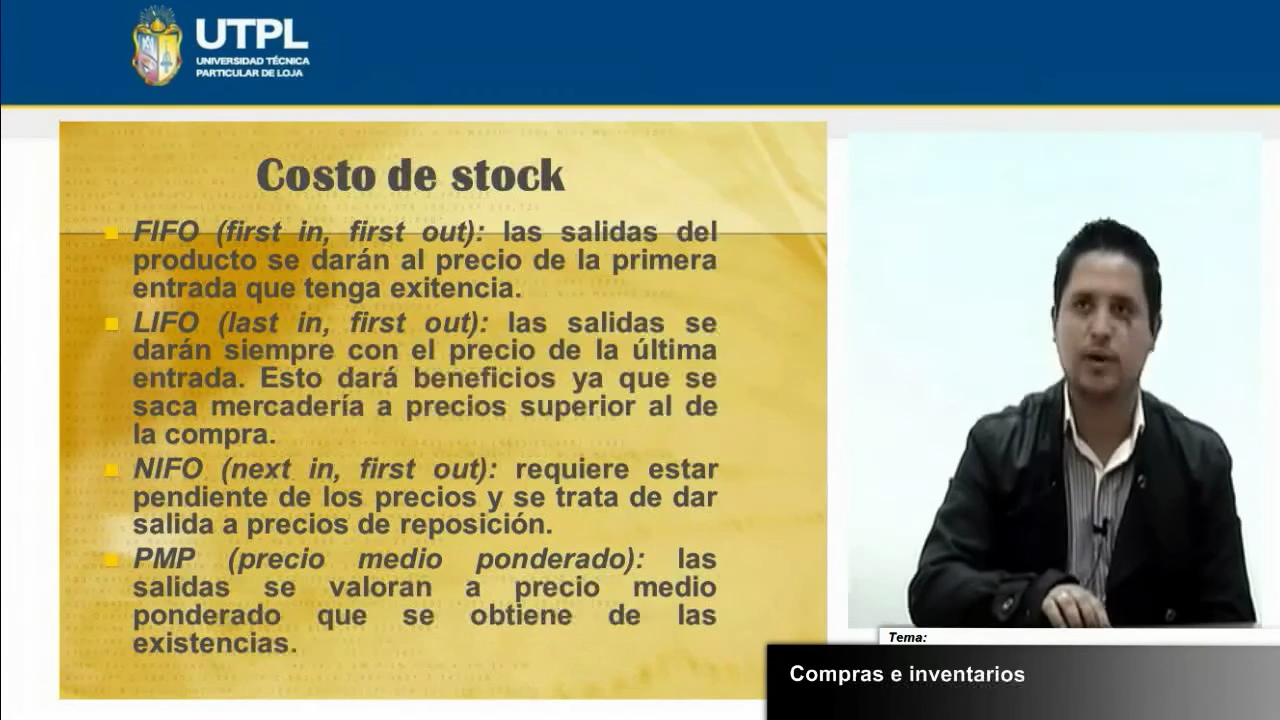 UTPL
UNIVERSIDAD TÉCNICA
PARTICULAR DE LOJA
Costo de stock
FIFO (first in, first out): las salidas del
producto se darán al precio de la primera
entrada que tenga exitencia.
LIFO (last in, first out): las salidas se
darán siempre con el precio de la última
entrada. Esto dará beneficios ya que se
saca mercadería a precios superior al de
la compra.
NIFO (next in, first out): requiere estar
pendiente de los precios y se trata de dar
salida a precios de reposición.
PMP (precio medio ponderado): las
salidas se valoran a precio medio
ponderado que se obtiene de las
existencias.
Tema:
Compras e inventarios